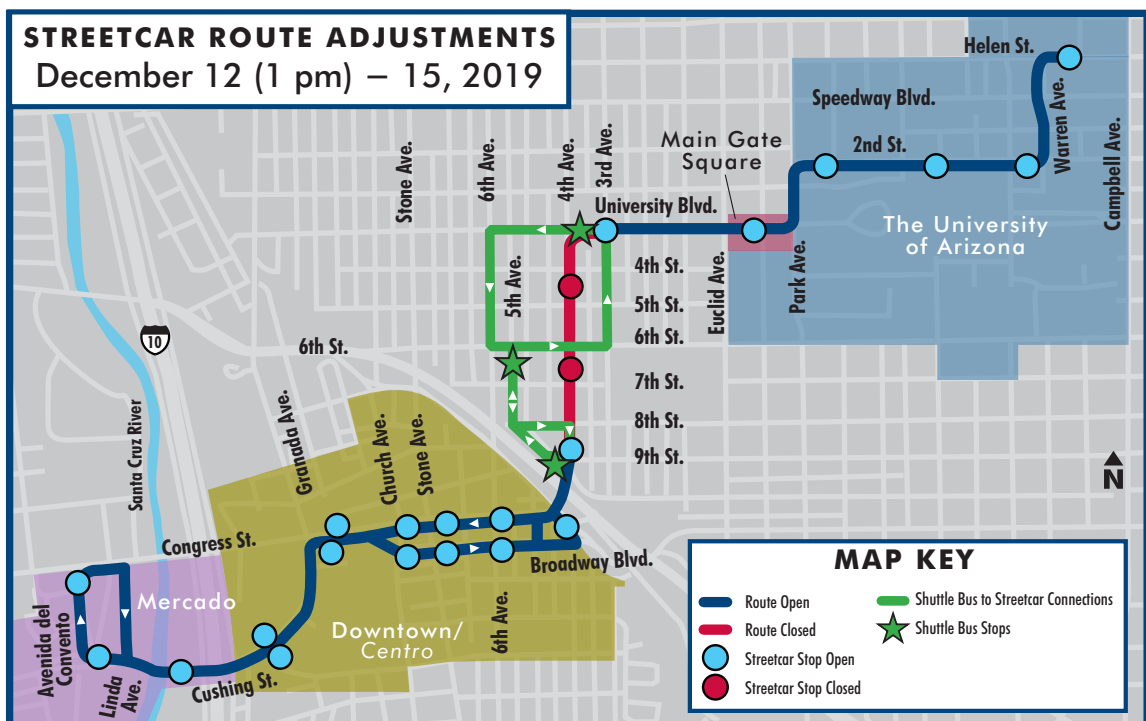 STREETCAR ROUTE ADJUSTMENTS
December 12 (1 pm) – 15, 2019
Helen St.
Speedway Blvd.
Warren Ave.
Campbell Ave.
Main Gate
Square
2nd St.
Stone Ave.
6th Ave.
4th Ave.
3rd Ave.
University Blvd.
The University
of Arizona
Euclid Ave.
Park Ave.
5th Ave.
4th St.
5th St.
6th St.
6th St.
7th St.
8th St.
9th St.
10
Santa Cruz River
Granada Ave.
Church Ave.
Stone Ave.
N
Congress St.
Broadway Blvd.
Mercado
Downtown/
Centro
6th Ave.
Avenida del
Convento
Linda
Ave.
Cushing St.
MAP KEY
Route Open
Route Closed
Streetcar Stop Open
Streetcar Stop Closed
Shuttle Bus to Streetcar Connections
Shuttle Bus Stops